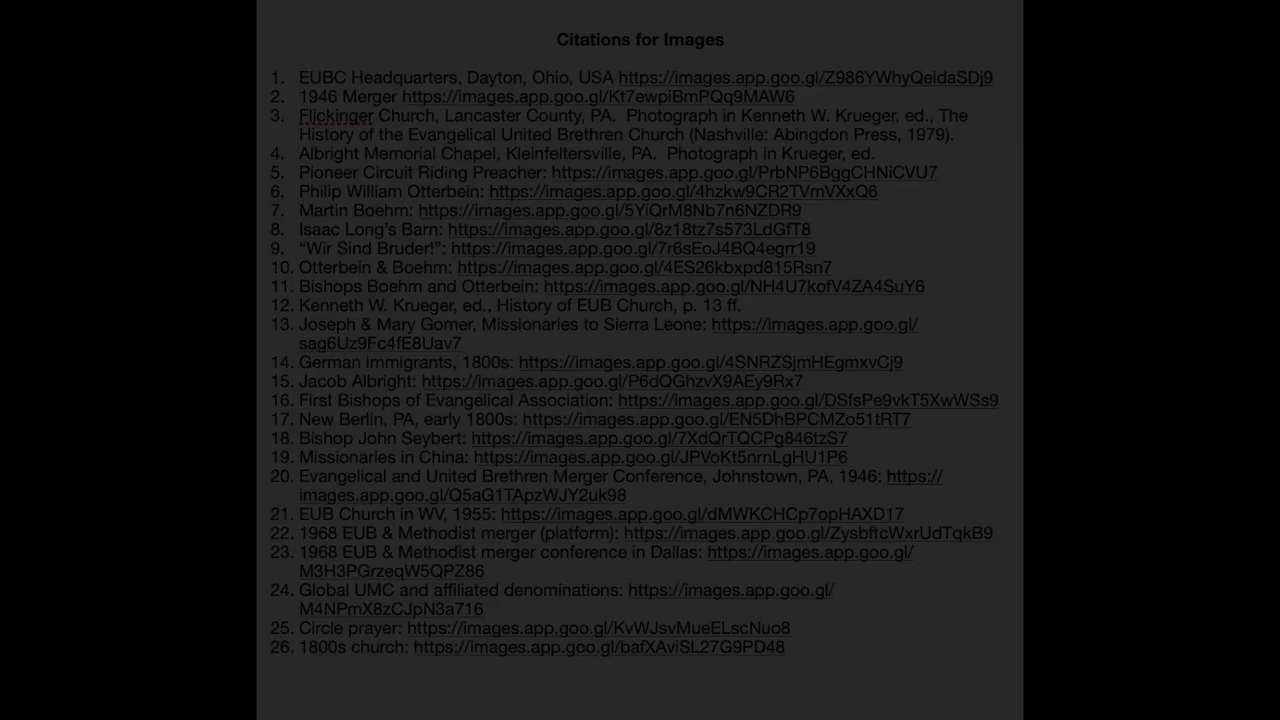 Citations for Images
1. EUBC Headquarters, Dayton, Ohio, USA https://images.app.goo.gl/Z986YWhyQeidaSDj9
2. 1946 Merger https://images.app.goo.gl/Kt7ewpiBmPQq9MAW6
3. Flickinger Church, Lancaster County, PA. Photograph in Kenneth W. Krueger, ed., The
History of the Evangelical United Brethren Church (Nashville: Abingdon Press, 1979).
4. Albright Memorial Chapel, Kleinfeltersville, PA. Photograph in Krueger, ed.
5. Pioneer Circuit Riding Preacher: https://images.app.goo.gl/PrbNP6BggCHNiCVU7
6. Philip William Otterbein: https://images.app.goo.gl/4hzkw9CR2TVmVXxQ6
7. Martin Boehm: https://images.app.goo.gl/5YiQrM8Nb7n6NZDR9
8. Isaac Long's Barn: https://images.app.goo.gl/8z18tz7s573LdGfT8
9. “Wir Sind Bruder!”: https://images.app.goo.gl/7r6sEoJ4BQ4egrr19
10. Otterbein & Boehm: https://images.app.goo.gl/4ES26kbxpd815Rsn7
11. Bishops Boehm and Otterbein: https://images.app.goo.gl/NH4U7kofV4ZA4SuY6
12. Kenneth W. Krueger, ed., History of EUB Church, p. 13 ff.
13. Joseph & Mary Gomer, Missionaries to Sierra Leone: https://images.app.goo.gl/
sag6Uz9Fc4fE8Uav7
14. German immigrants, 1800s: https://images.app.goo.gl/4SNRZSjmHEgmxvCj9
15. Jacob Albright: https://images.app.goo.gl/P6dQGhzvX9AEy9Rx7
16. First Bishops of Evangelical Association: https://images.app.goo.gl/DSfsPe9vkT5XwWSs9
17. New Berlin, PA, early 1800s: https://images.app.goo.gl/EN5DhBPCMZo51tRT7
18. Bishop John Seybert: https://images.app.goo.gl/7XdQrTQCPg846tzS7
19. Missionaries in China: https://images.app.goo.gl/JPVoKt5nrnLgHU1P6
20. Evangelical and United Brethren Merger Conference, Johnstown, PA, 1946: https://
images.app.goo.gl/Q5aG1TApzWJY2uk98
21. EUB Church in WV, 1955: https://images.app.goo.gl/dMWKCHCp7opHAXD17
22. 1968 EUB & Methodist merger (platform): https://images.app.goo.gl/ZysbftcWxrUdTqkB9
23. 1968 EUB & Methodist merger conference in Dallas: https://images.app.goo.gl/
M3H3PGrzeqW5QPZ86
24. Global UMC and affiliated denominations: https://images.app.goo.gl/
M4NPmX8zCJpN3a716
25. Circle prayer: https://images.app.goo.gl/KvWJsvMueELscNuo8
26. 1800s church: https://images.app.goo.gl/bafXAviSL27G9PD48